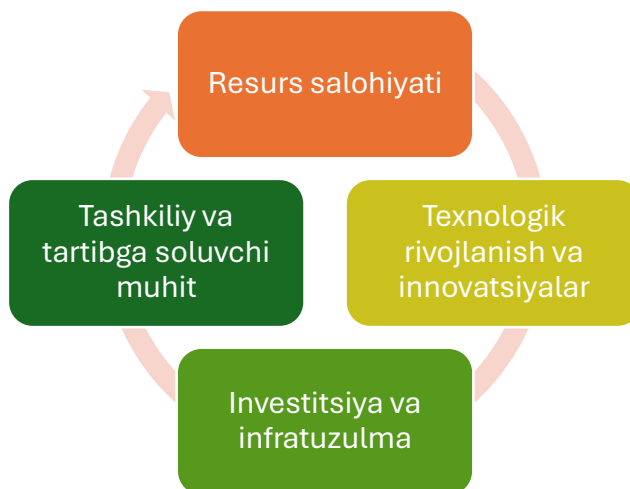 Resurs salohiyati
Tashkiliy va
tartibga soluvchi
muhit
Texnologik
rivojlanish va
innovatsiyalar
Investitsiya va
infratuzulma